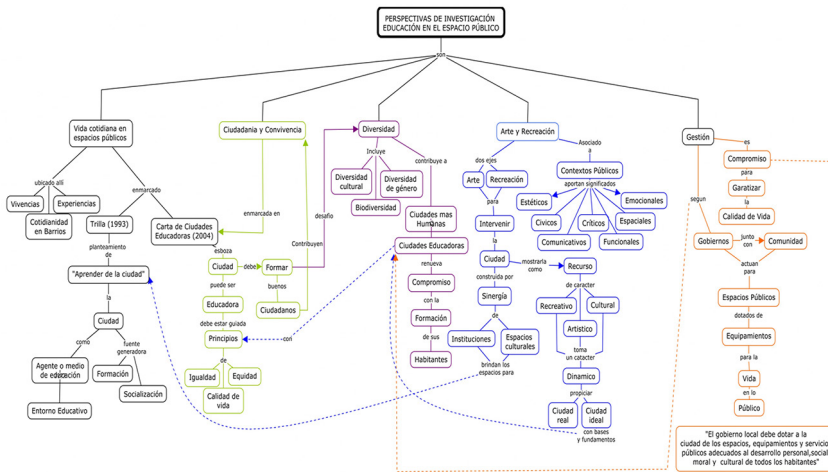 PERSPECTIVAS DE INVESTIGACIÓN
EDUCACIÓN EN EL ESPACIO PÚBLICO
son
Vida cotidiana en
espacios públicos
ubicado allí
enmarcado
Vivencias
Experiencias
Cotidianidad
en Barrios
Trilla (1993)
Carta de Ciudades
Educadoras (2004)
planteamiento
de
"Aprender de la ciudad"
la
Ciudad
como
fuente
generadora
Agente o medio
de educación
Formación
Socialización
Entorno Educativo
Ciudadania y Convivencia
enmarcada en
esboza
Ciudad
debe
Formar
puede ser
buenos
Educadora
Ciudadanos
Contribuyen
debe estar guiada
Principios
con
de
Igualdad
Equidad
Calidad de
vida
desafio
Diversidad
Incluye
contribuye a
Diversidad
cultural
Diversidad
de género
Biodiversidad
Ciudades mas
Humanas
Ciudades Educadoras
renueva
Compromiso
con la
Formación
de sus
Habitantes
Arte y Recreación
dos ejes
Asociado
a
Arte
Recreación
para
Intervenir
la
Ciudad
mostrarla
como
Recurso
construida por
Sinergía
de
Instituciones
Espacios
culturales
brindan los
espacios para
Contextos Públicos
aportan significados
Estéticos
Emocionales
Civicos
Críticos
Espaciales
Comunicativos
Funcionales
de caracter
Recreativo
Cultural
Artistico
toma
un catacter
Dinamico
propiciar
Ciudad
real
Ciudad
ideal
con bases
y fundamentos
Gestión
es
Compromiso
para
Garatizar
la
Calidad de Vida
segun
Gobiernos
junto
con
Comunidad
actuan
para
Espacios Públicos
dotados de
Equipamientos
para la
Vida
en lo
Público
"El gobierno local debe dotar a la
ciudad de los espacios, equipamientos y servicio
públicos adecuados al desarrollo personal,social
moral y cultural de todos los habitantes"